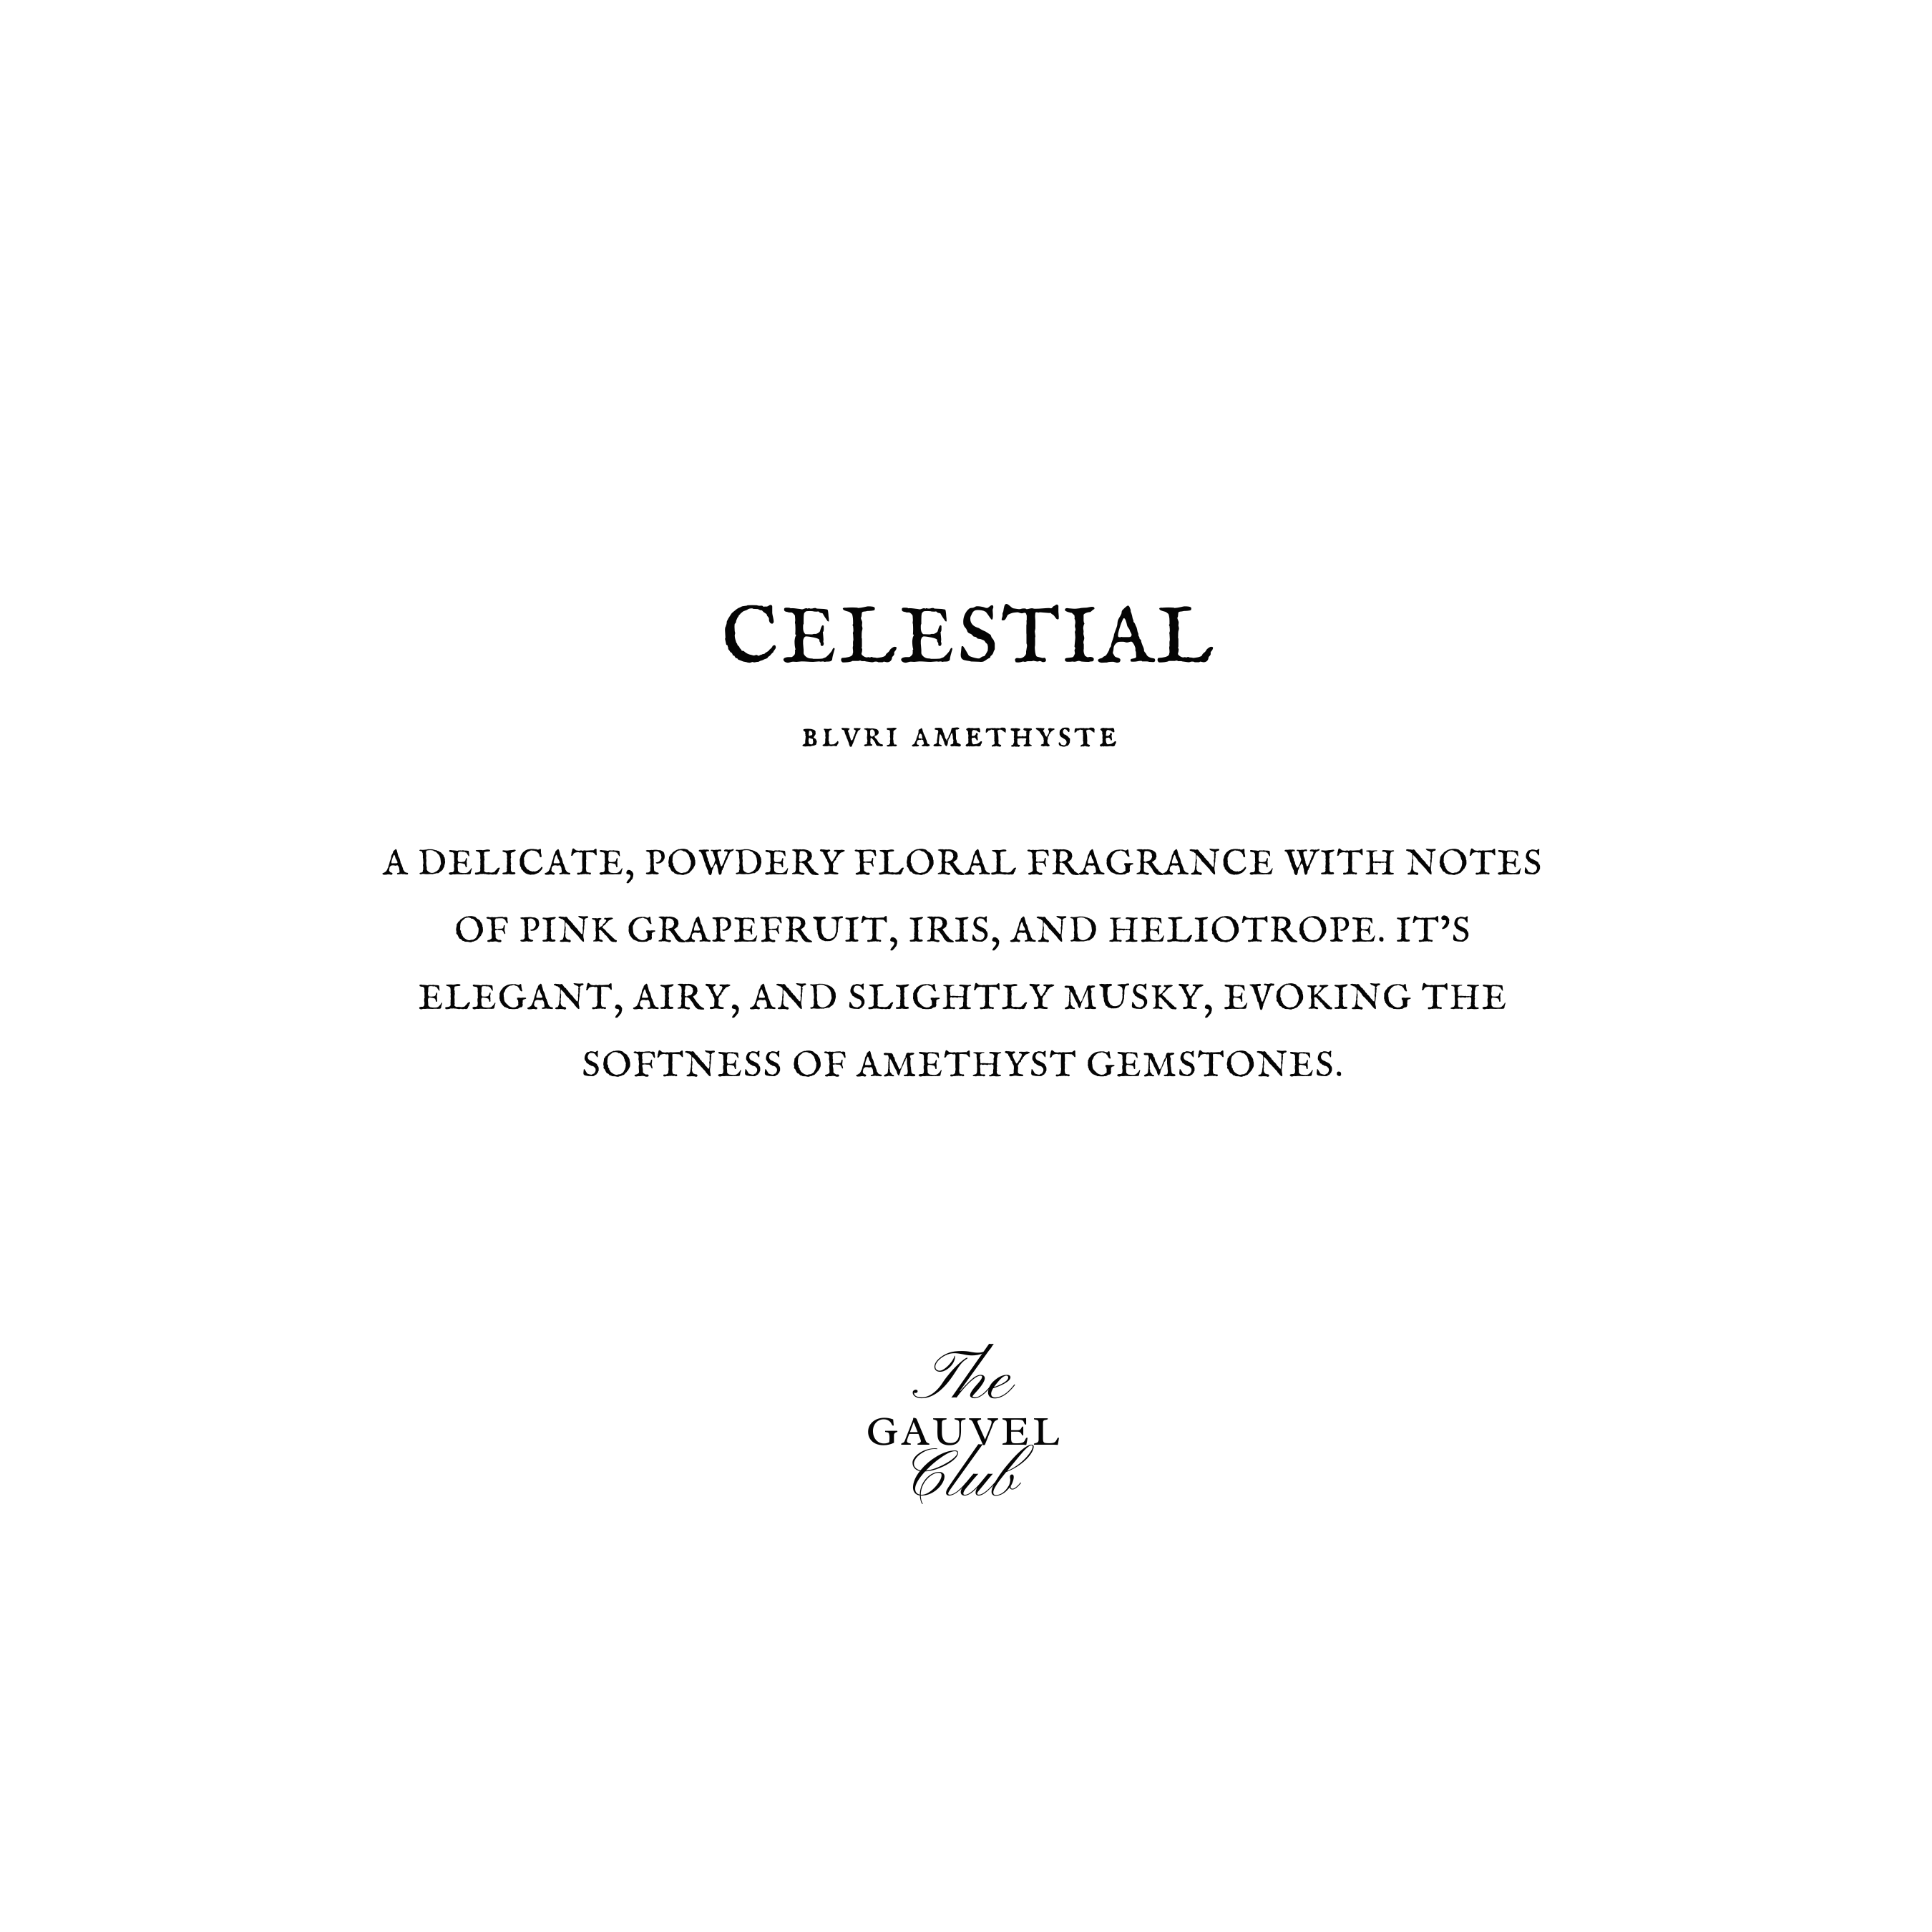 CELESTIAL
BLVRI AMETHYSTE
A DELICATE, POWDERY FLORAL FRAGRANCE WITH NOTES
OF PINK GRAPEFRUIT, IRIS, AND HELIOTROPE. IT’S
ELEGANT, AIRY, AND SLIGHTLY MUSKY, EVOKING THE
SOFTNESS OF AMETHYST GEMSTONES.
The
GAUVEL
Club